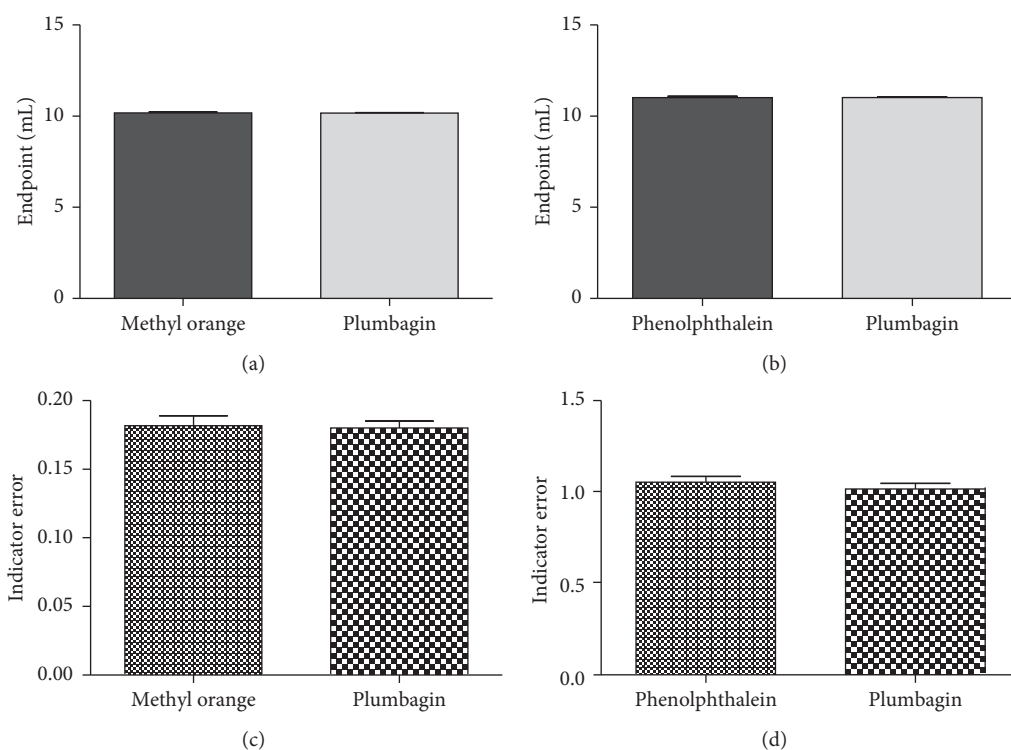 15
10
5
0
Endpoint (mL)
Methyl orange
Plumbagin
(a)
15
10
5
0
Endpoint (mL)
Phenolphthalein
Plumbagin
(b)
0.20
0.15
0.10
0.05
0.00
Indicator error
Methyl orange
Plumbagin
(c)
1.5
1.0
0.5
0.0
Indicator error
Phenolphthalein
Plumbagin
(d)